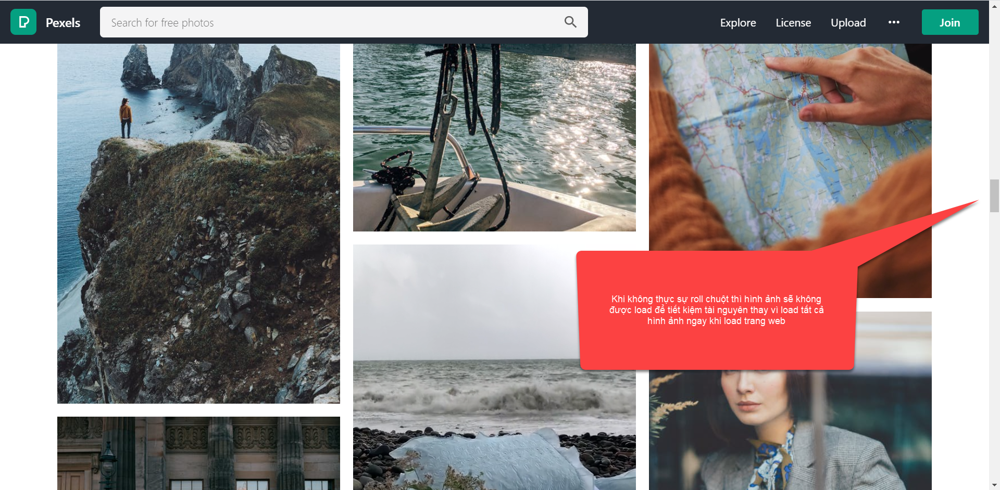 Pexels
Search for free photos
Explore
License
Upload
Join
Khi không thực sự roll chuột thì hình ảnh sẽ không
được load để tiết kiệm tài nguyên thay vì load tất cả
hình ảnh ngay khi load trang web